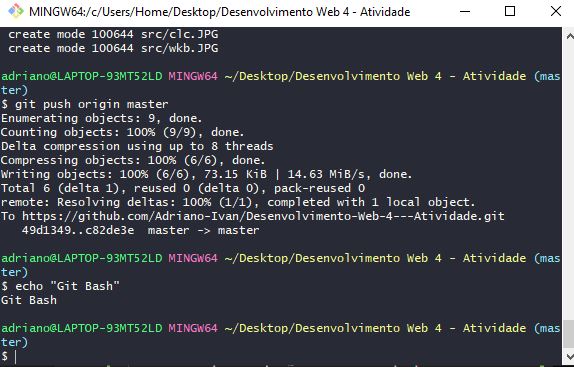 MINGW64:/c/Users/Home/Desktop/Desenvolvimento Web 4 - Atividade
create mode 100644 src/clc.JPG
create mode 100644 src/wkb.JPG
adriano@LAPTOP-93MT52LD MINGW64 ~/Desktop/Desenvolvimento Web 4 - Atividade (mas
ter)
$ git push origin master
Enumerating objects: 9, done.
Counting objects: 100% (9/9), done.
Delta compression using up to 8 threads
Compressing objects: 100% (6/6), done.
Writing objects: 100% (6/6), 73.15 KiB | 14.63 MiB/s, done.
Total 6 (delta 1), reused 0 (delta 0), pack-reused 0
remote: Resolving deltas: 100% (1/1), completed with 1 local object.
To https://github.com/Adriano-Ivan/Desenvolvimento-Web-4---Atividade.git
49d1349..c82de3e  master -> master
adriano@LAPTOP-93MT52LD MINGW64 ~/Desktop/Desenvolvimento Web 4 - Atividade (mas
ter)
$ echo "Git Bash"
Git Bash
adriano@LAPTOP-93MT52LD MINGW64 ~/Desktop/Desenvolvimento Web 4 - Atividade (mas
ter)
$